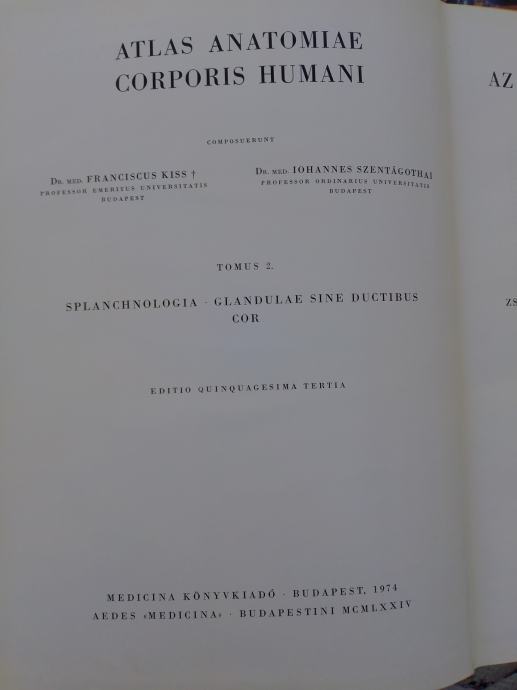 ATLAS ANATOMIAE
CORPORIS HUMANI
COMPOSUERUNT
DR. MED. FRANCISCUS KISS †
PROFESSOR EMERITUS UNIVERSITATIS
BUDAPEST
DR. MED. IOHANNES SZENTÁGOTHAI
PROFESSOR ORDINARIUS UNIVERSITATIS
BUDAPEST
TOMUS 2.
SPLANCHNOLOGIA · GLANDULAE SINE DUCTIBUS
COR
EDITIO QUINQUAGESIMA TERTIA
MEDICINA KÖNYVKIADÓ · BUDAPEST, 1974
AEDES «MEDICINA» · BUDAPESTINI MCMLXXIV
AZ
ZS